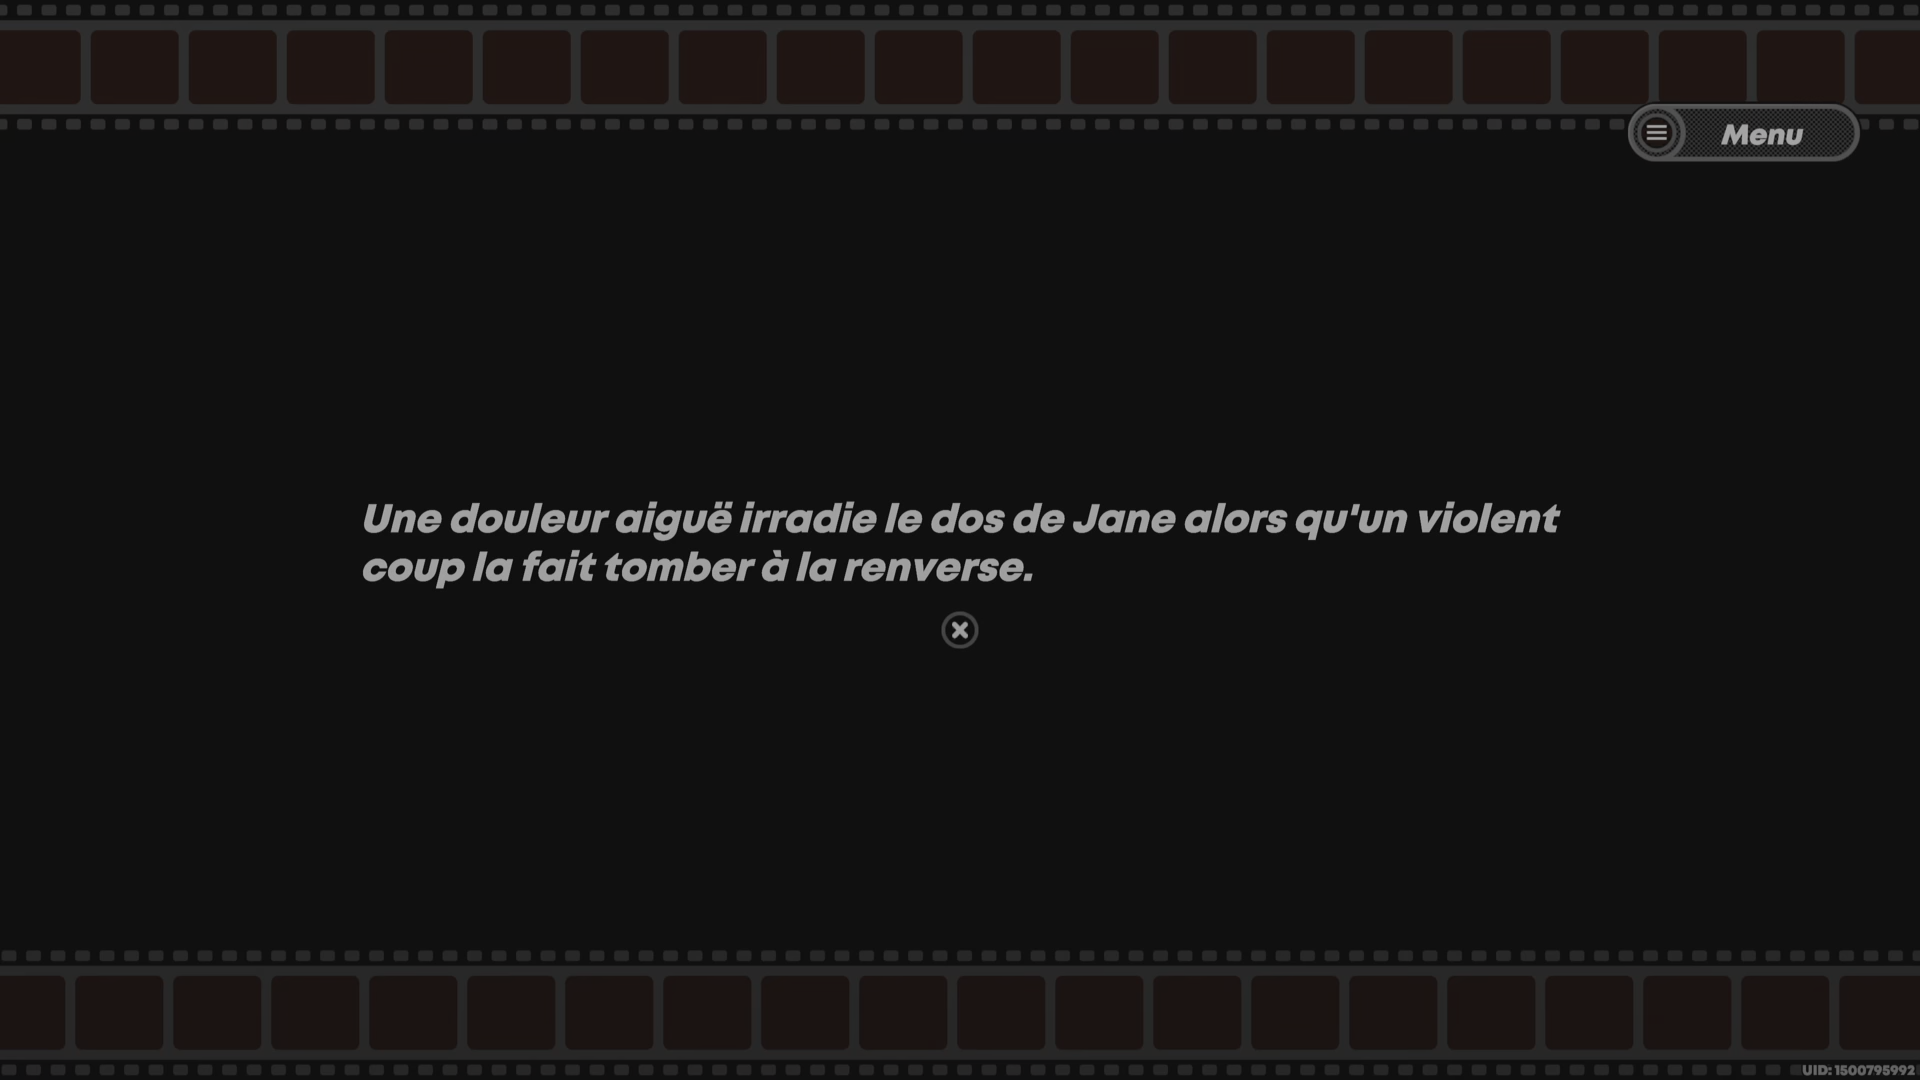 Menu
Une douleur aiguë irradie le dos de Jane alors qu'un violent
coup la fait tomber à la renverse.
UID: 1500795992